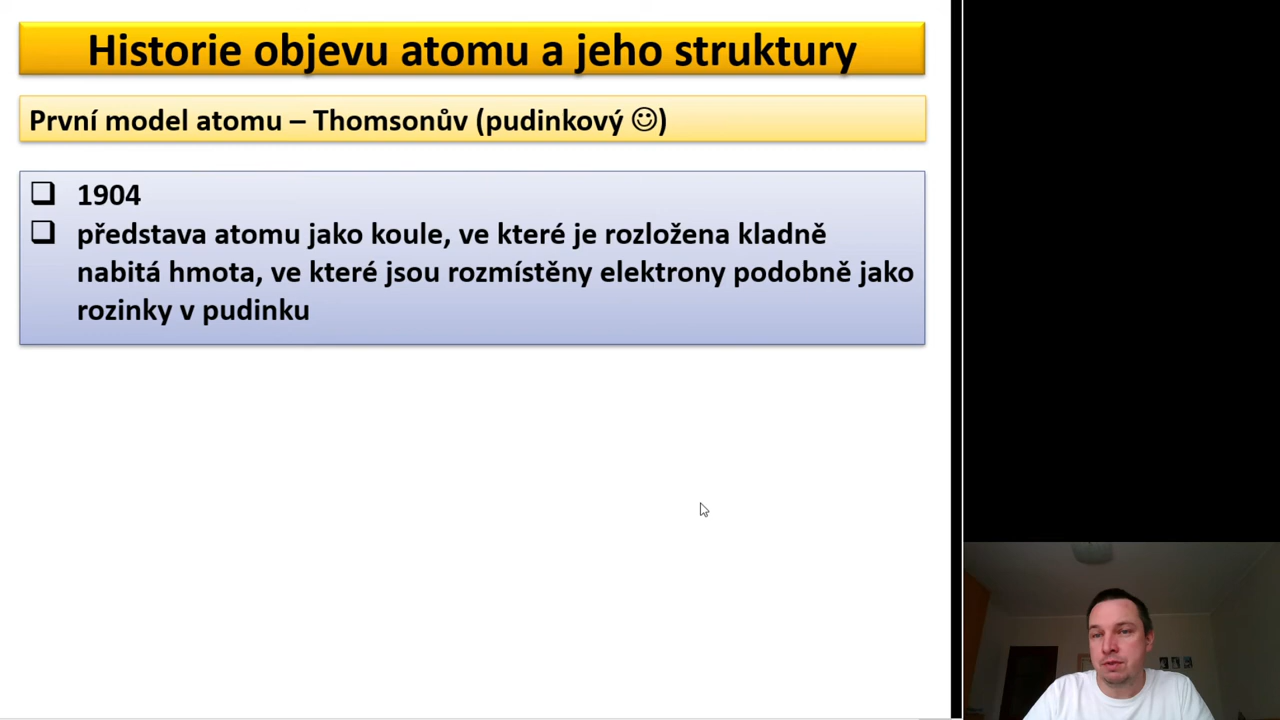 Historie objevu atomu a jeho struktury
První model atomu – Thomsonův (pudinkový ☺)
❑ 1904
❑ představa atomu jako koule, ve které je rozložena kladně
nabitá hmota, ve které jsou rozmístěny elektrony podobně jako
rozinky v pudinku